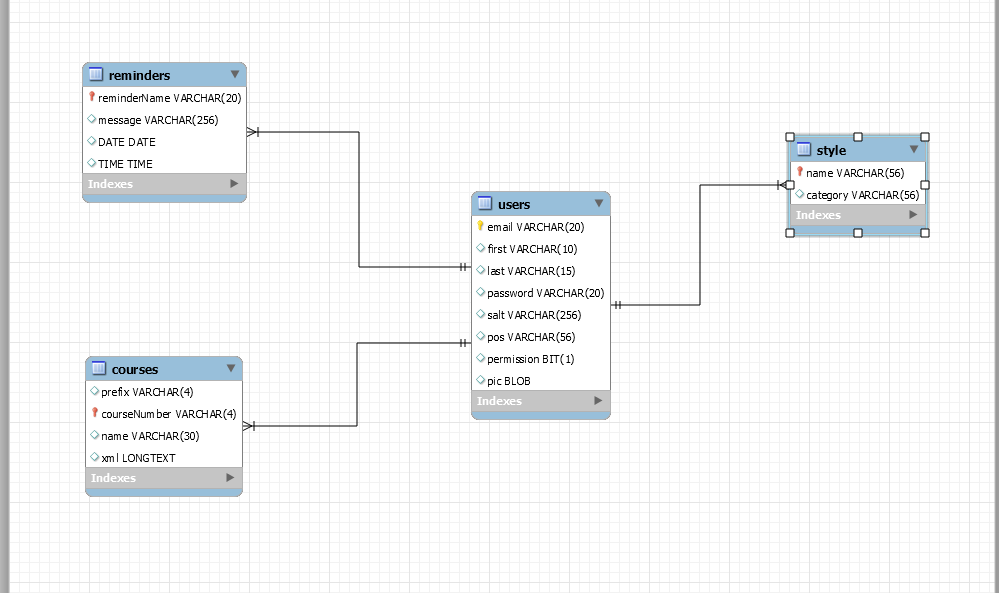 reminders
reminderName VARCHAR(20)
message VARCHAR(256)
DATE DATE
TIME TIME
Indexes
users
email VARCHAR(20)
first VARCHAR(10)
last VARCHAR(15)
password VARCHAR(20)
salt VARCHAR(256)
pos VARCHAR(56)
permission BIT(1)
pic BLOB
Indexes
style
name VARCHAR(56)
category VARCHAR(56)
Indexes
courses
prefix VARCHAR(4)
courseNumber VARCHAR(4)
name VARCHAR(30)
xml LONGTEXT
Indexes